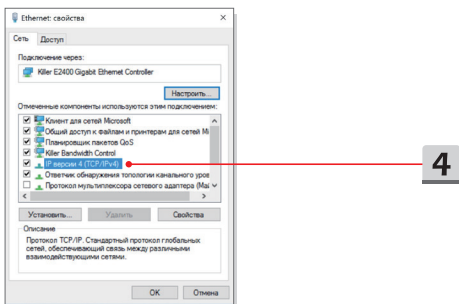 Ethernet: свойства
Сеть Доступ
Подключение через:
Killer E2400 Gigabit Ethernet Controller
Настроить...
Отмеченные компоненты используются этим подключением:
Клиент для сетей Microsoft
Общий доступ к файлам и принтерам для сетей Mi
Планировщик пакетов QoS
Killer Bandwidth Control
IP версии 4 (TCP/IPv4)
4
Ответчик обнаружения топологии канального уров
Протокол мультиплексора сетевого адаптера (Ma
Установить... Удалить Свойства
Описание
Протокол TCP/IP. Стандартный протокол глобальных
сетей, обеспечивающий связь между различными
взаимодействующими сетями.
OK Отмена